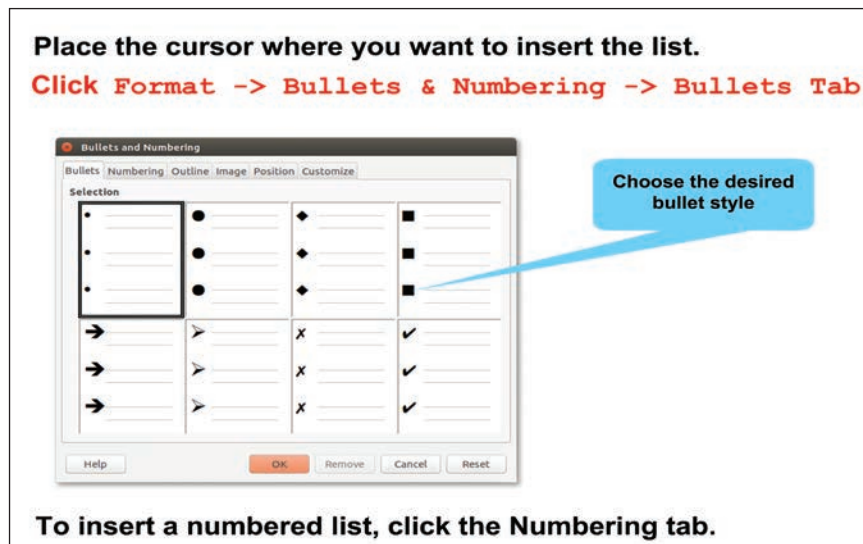 Place the cursor where you want to insert the list.
Click Format -> Bullets & Numbering -> Bullets Tab
Bullets and Numbering
Bullets Numbering Outline Image Position Customize
Selection
Choose the desired
bullet style
Help OK Remove Cancel Reset
To insert a numbered list, click the Numbering tab.